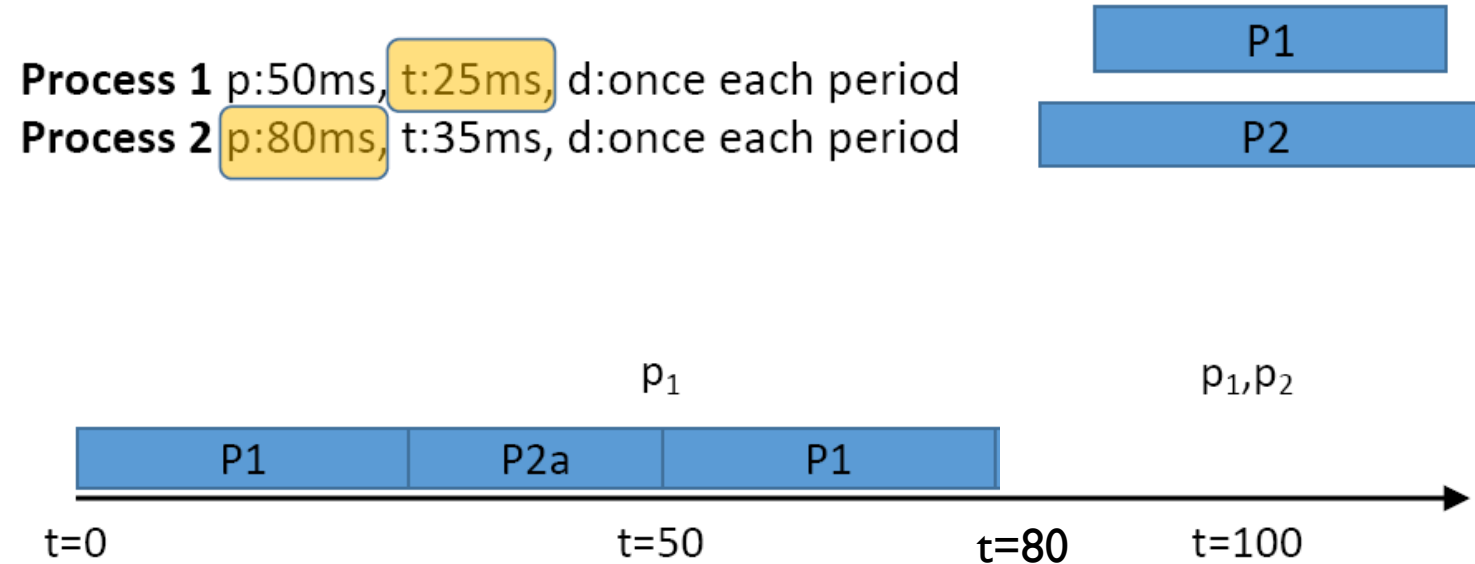 P1
Process 1 p:50ms, t:25ms, d:once each period
Process 2 p:80ms, t:35ms, d:once each period
P2
p₁
p₁,p₂
P1 P2a P1
t=0 t=50 t=80 t=100